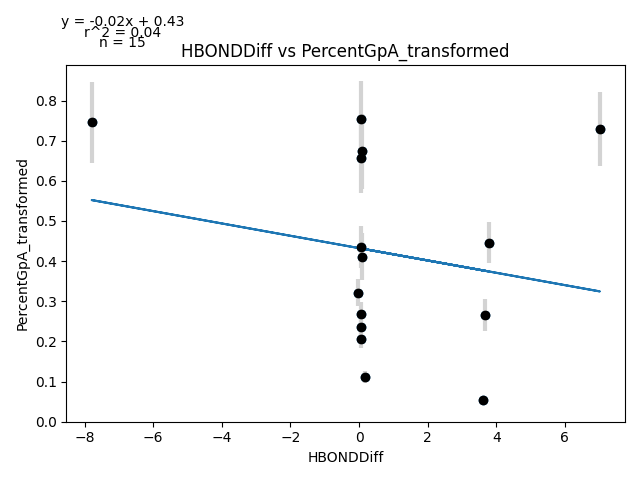 y = -0.02x + 0.43
r^2 = 0.04
n = 15
HBONDDiff vs PercentGpA_transformed
PercentGpA_transformed
0.8
0.7
0.6
0.5
0.4
0.3
0.2
0.1
0.0
−8 −6 −4 −2 0 2 4 6
HBONDDiff